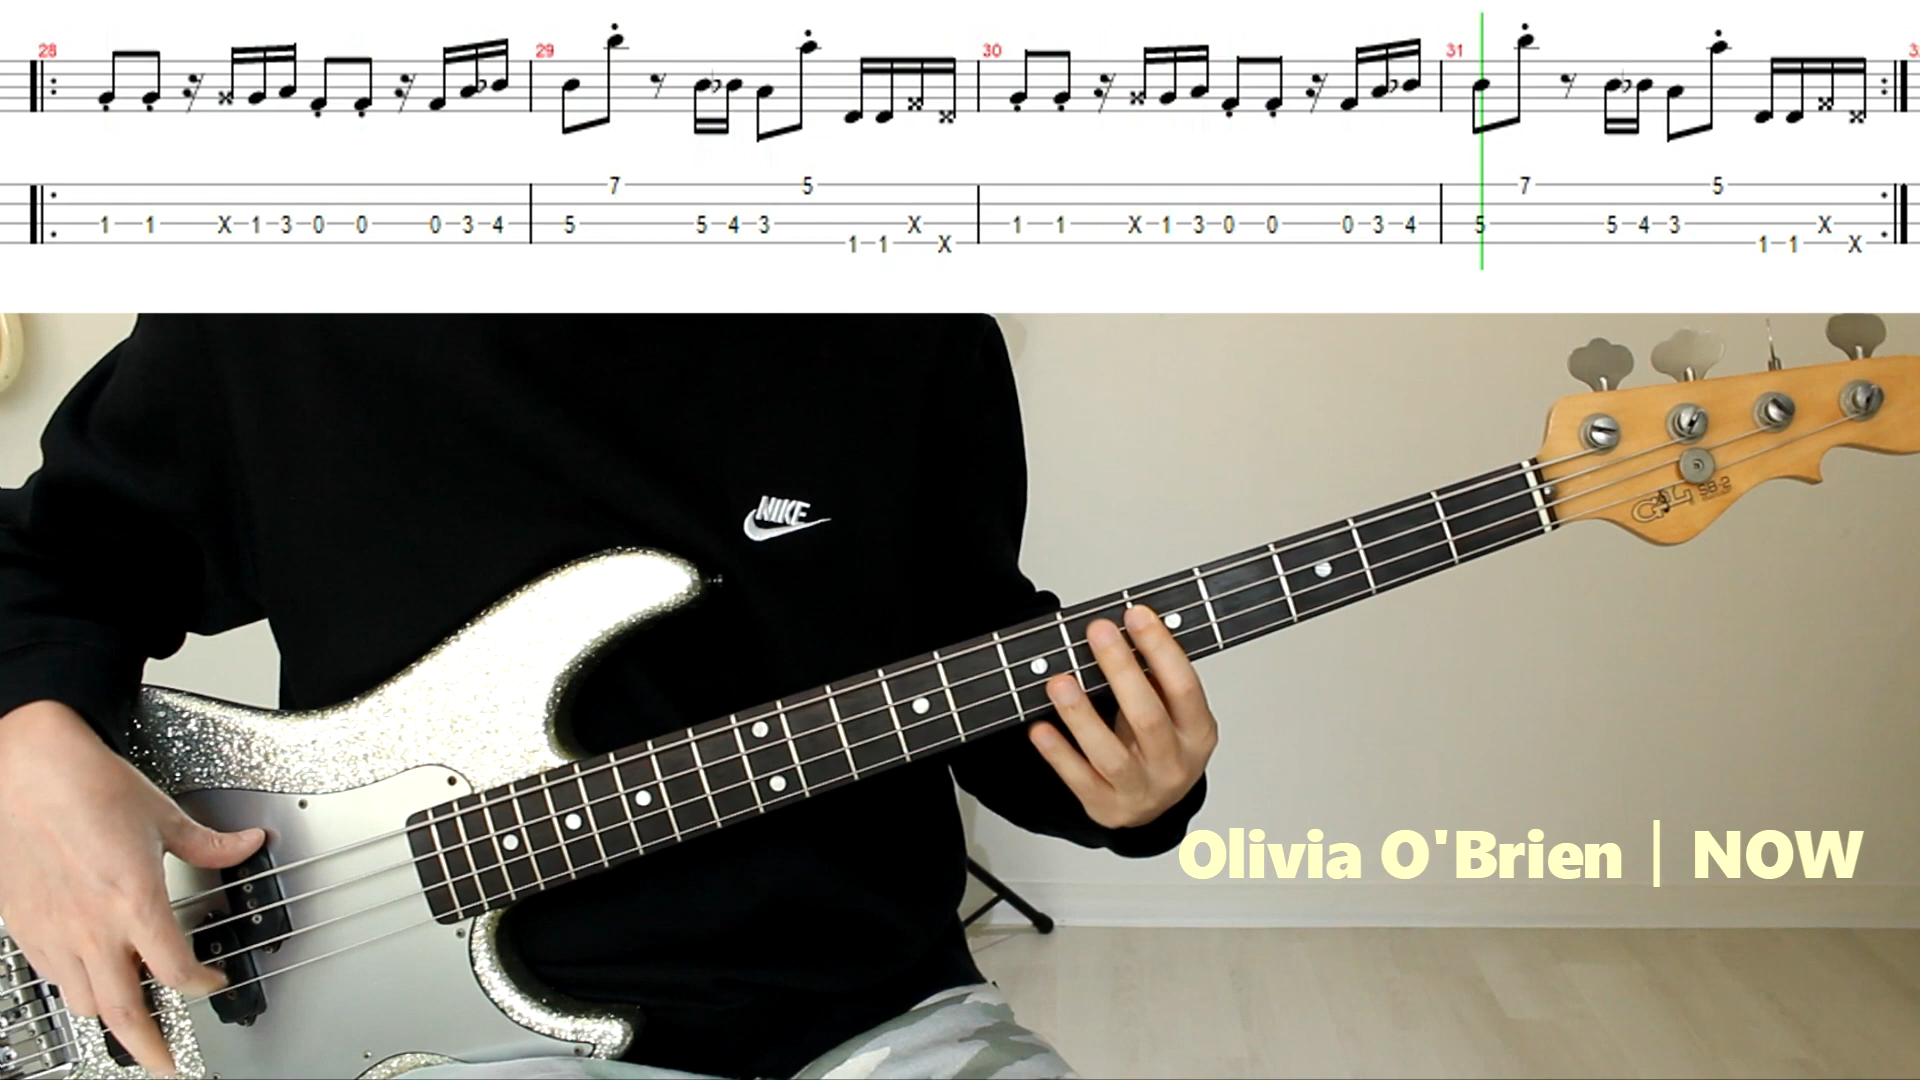 28 29 30 31
7 5 7 5
1 1 X 1 3 0 0 0 3 4 5 5 4 3 X 1 1 X 1 3 0 0 0 3 4 5 5 4 3 X
1 1 X 1 1 X
NIKE
G&L SB-2
Olivia O'Brien | NOW